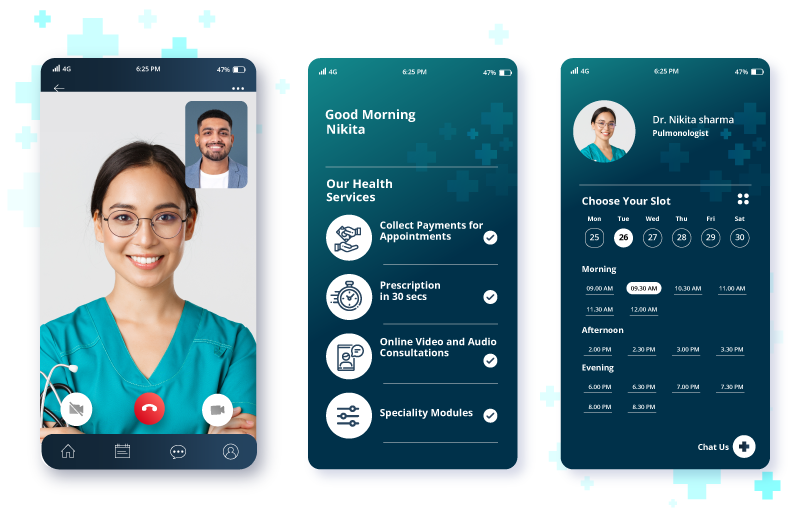 4G
6:25 PM
47%
4G
6:25 PM
47%
Good Morning
Nikita
Our Health
Services
Collect Payments for
Appointments
Prescription
in 30 secs
Online Video and Audio
Consultations
Speciality Modules
4G
6:25 PM
47%
Dr. Nikita sharma
Pulmonologist
Choose Your Slot
Mon Tue Wed Thu Fri Sat
25 26 27 28 29 30
Morning
09.00 AM 09.30 AM 10.30 AM 11.00 AM
11.30 AM 12.00 AM
Afternoon
2.00 PM 2.30 PM 3.00 PM 3.30 PM
Evening
6.00 PM 6.30 PM 7.00 PM 7.30 PM
8.00 PM 8.30 PM
Chat Us